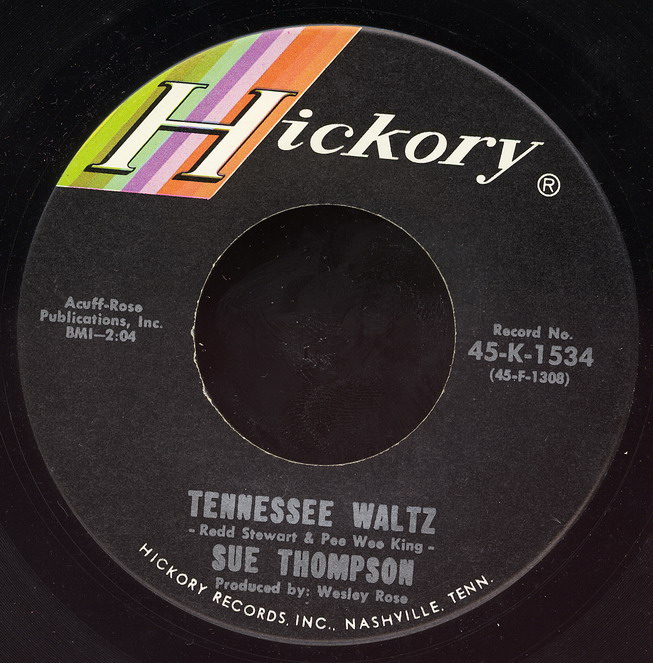 Hickory
®
Acuff-Rose
Publications, Inc.
BMI—2:04
Record No.
45-K-1534
(45-F-1308)
TENNESSEE WALTZ
- Redd Stewart & Pee Wee King -
SUE THOMPSON
Produced by: Wesley Rose
HICKORY RECORDS, INC., NASHVILLE, TENN.